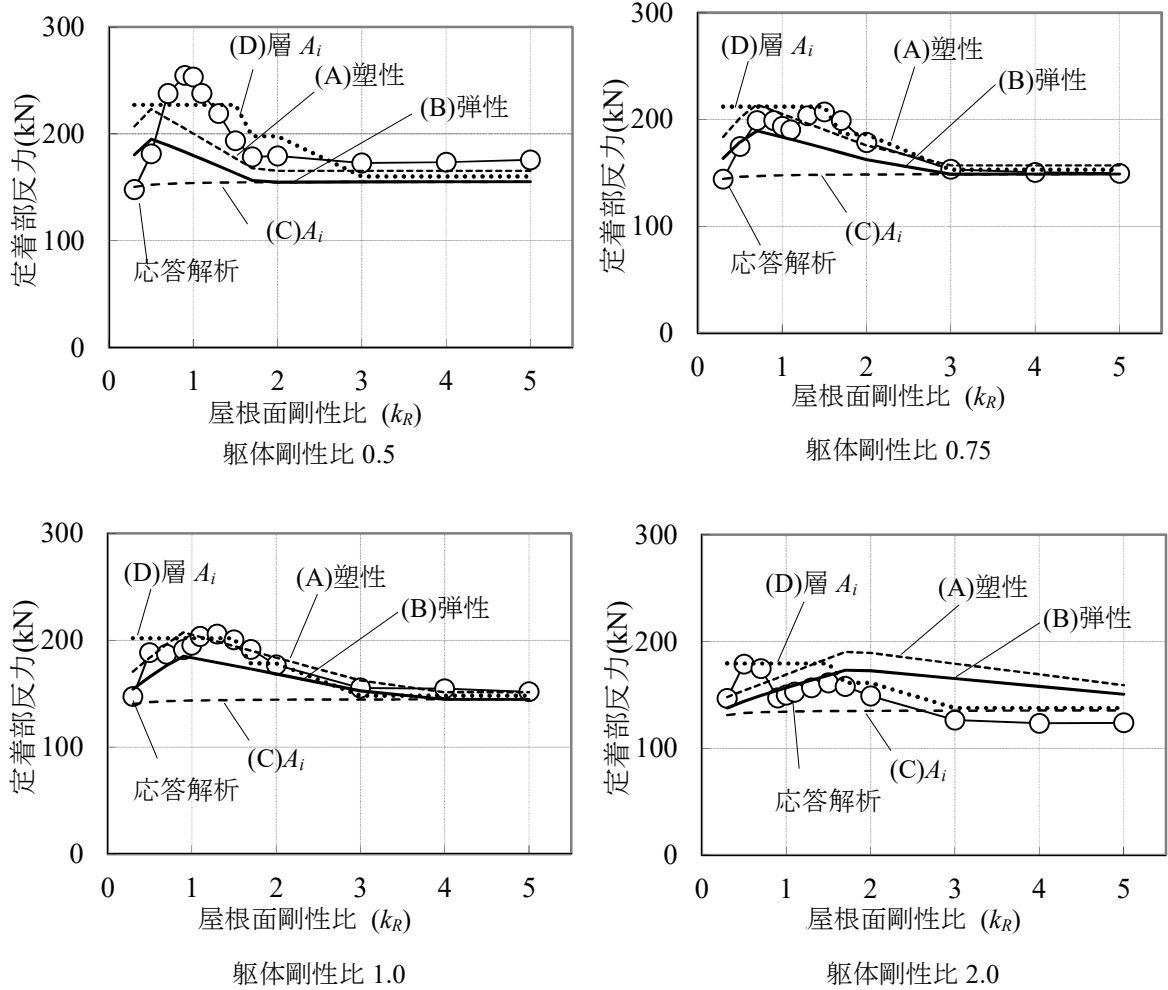 300
200
100
0
定着部反力(kN)
(D)層 Ai
(A)塑性
(B)弾性
(C)Ai
応答解析
0 1 2 3 4 5
屋根面剛性比 (kR)
躯体剛性比 0.5
300
200
100
0
定着部反力(kN)
(D)層 Ai
(A)塑性
(B)弾性
(C)Ai
応答解析
0 1 2 3 4 5
屋根面剛性比 (kR)
躯体剛性比 0.75
300
200
100
0
定着部反力(kN)
(D)層 Ai
(A)塑性
(B)弾性
(C)Ai
応答解析
0 1 2 3 4 5
屋根面剛性比 (kR)
躯体剛性比 1.0
300
200
100
0
定着部反力(kN)
(D)層 Ai
(A)塑性
(B)弾性
(C)Ai
応答解析
0 1 2 3 4 5
屋根面剛性比 (kR)
躯体剛性比 2.0